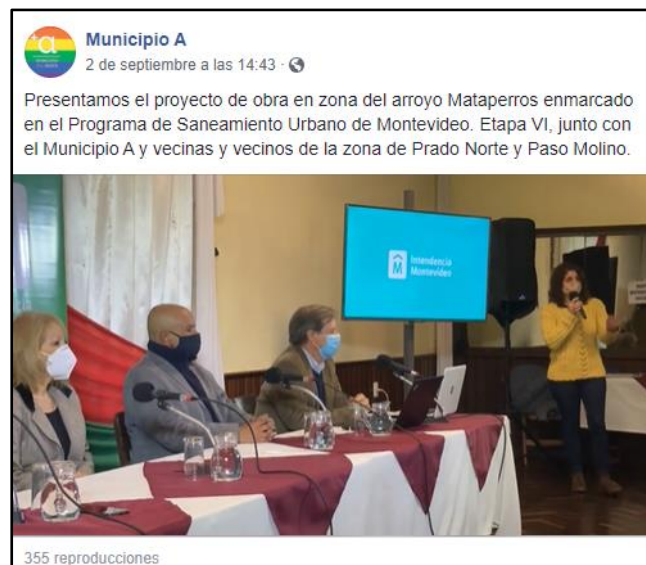 Municipio A
2 de septiembre a las 14:43 ·
Presentamos el proyecto de obra en zona del arroyo Mataperros enmarcado
en el Programa de Saneamiento Urbano de Montevideo. Etapa VI, junto con
el Municipio A y vecinas y vecinos de la zona de Prado Norte y Paso Molino.
Intendencia
Montevideo
355 reproducciones